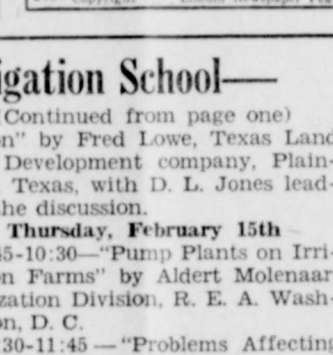 igation School—
(Continued from page one)
n" by Fred Lowe, Texas Land
Development company, Plain-
Texas, with D. L. Jones lead-
he discussion.
Thursday, February 15th
45-10:30—"Pump Plants on Irri-
on Farms" by Aldert Molenaar
zation Division, R. E. A. Wash-
on, D. C.
30-11:45—"Problems Affecting